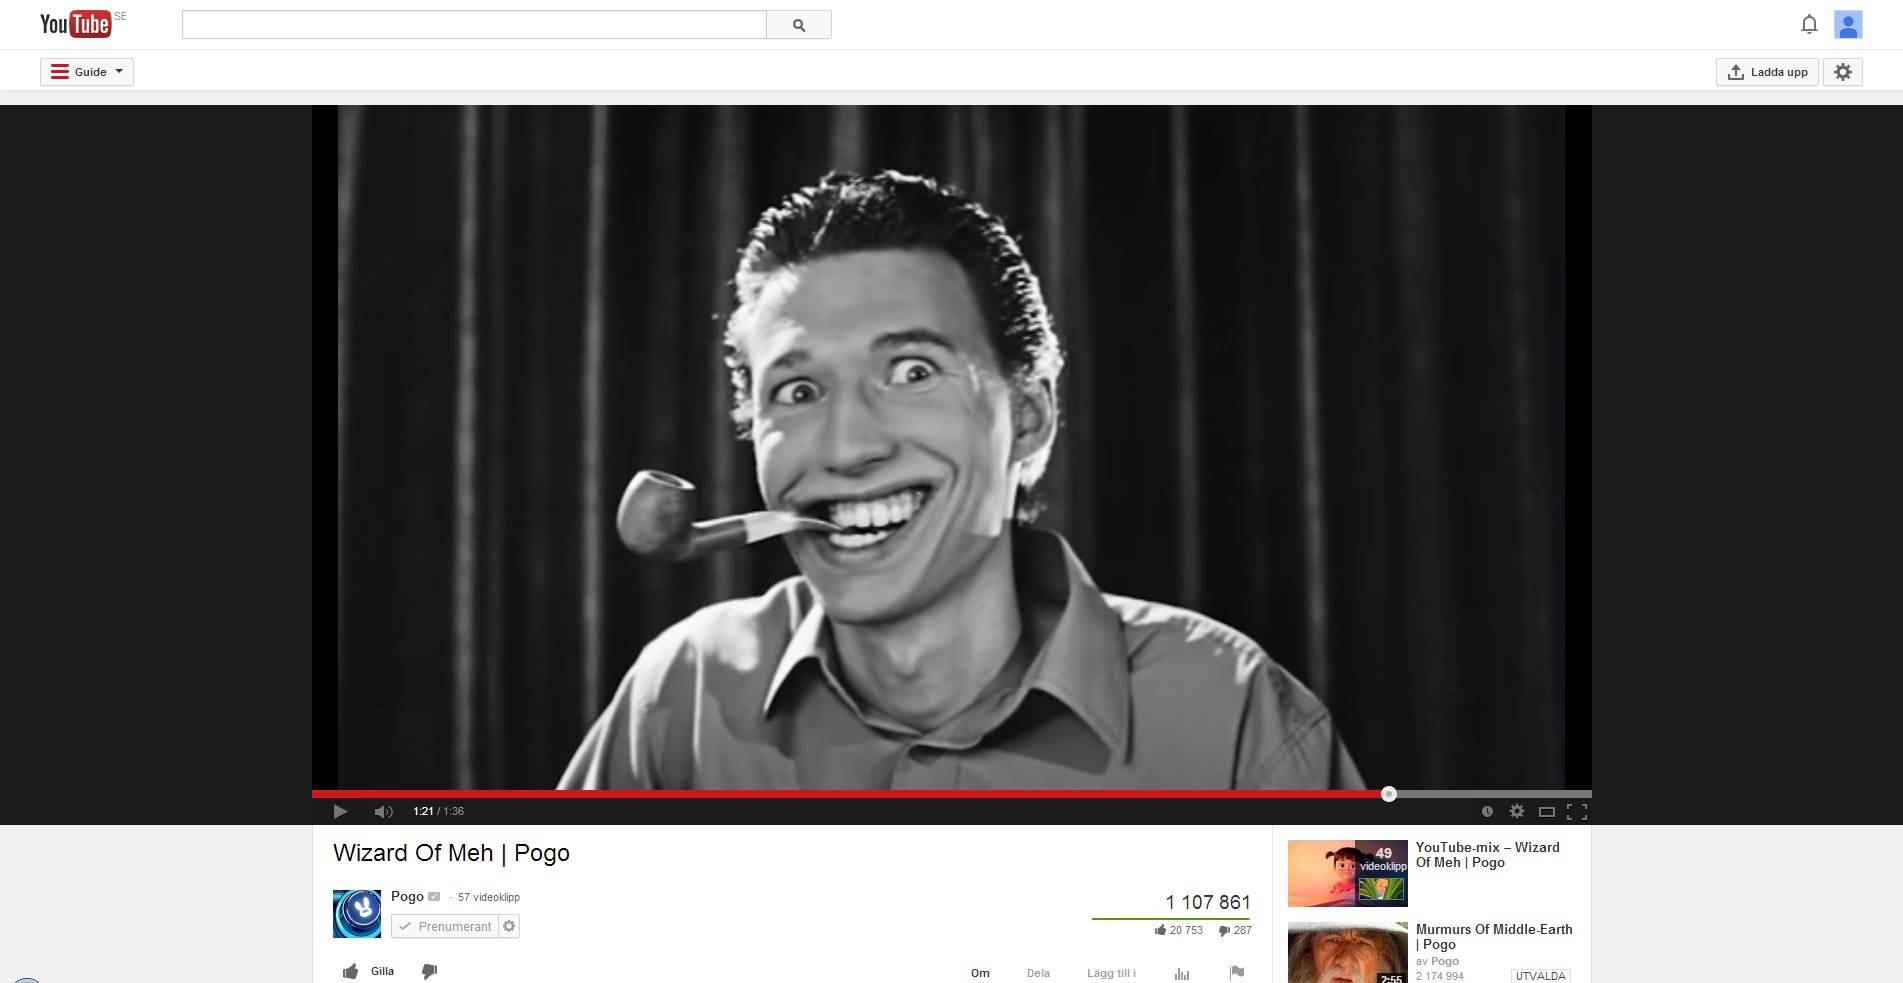 YouTube SE
Guide
Ladda upp
1:21 / 1:36
Wizard Of Meh | Pogo
Pogo · 57 videoklipp
Prenumerant
1 107 861
20 753 287
Gilla
Om Dela Lägg till i
49
videoklipp
YouTube-mix – Wizard
Of Meh | Pogo
2:55
Murmurs Of Middle-Earth
| Pogo
av Pogo
2 174 994 UTVALDA